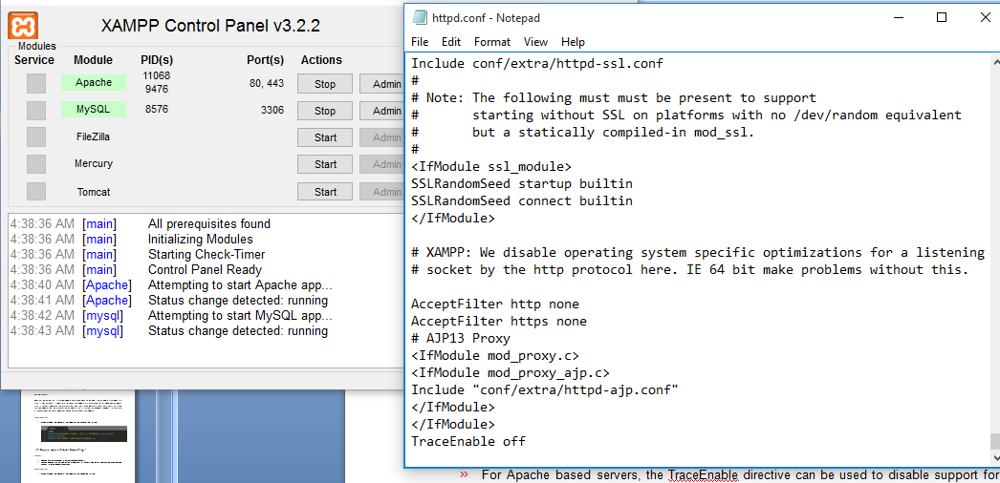 XAMPP Control Panel v3.2.2
Modules
Service Module PID(s) Port(s) Actions
Apache 11068 9476 80, 443 Stop Admin
MySQL 8576 3306 Stop Admin
FileZilla Start Admin
Mercury Start Admin
Tomcat Start Admin
4:38:36 AM [main] All prerequisites found
4:38:36 AM [main] Initializing Modules
4:38:36 AM [main] Starting Check-Timer
4:38:36 AM [main] Control Panel Ready
4:38:40 AM [Apache] Attempting to start Apache app...
4:38:41 AM [Apache] Status change detected: running
4:38:42 AM [mysql] Attempting to start MySQL app...
4:38:43 AM [mysql] Status change detected: running
httpd.conf - Notepad
File Edit Format View Help
Include conf/extra/httpd-ssl.conf
#
# Note: The following must must be present to support
# starting without SSL on platforms with no /dev/random equivalent
# but a statically compiled-in mod_ssl.
#
<IfModule ssl_module>
SSLRandomSeed startup builtin
SSLRandomSeed connect builtin
</IfModule>
# XAMPP: We disable operating system specific optimizations for a listening
# socket by the http protocol here. IE 64 bit make problems without this.
AcceptFilter http none
AcceptFilter https none
# AJP13 Proxy
<IfModule mod_proxy.c>
<IfModule mod_proxy_ajp.c>
Include "conf/extra/httpd-ajp.conf"
</IfModule>
</IfModule>
TraceEnable off
» For Apache based servers, the TraceEnable directive can be used to disable support for